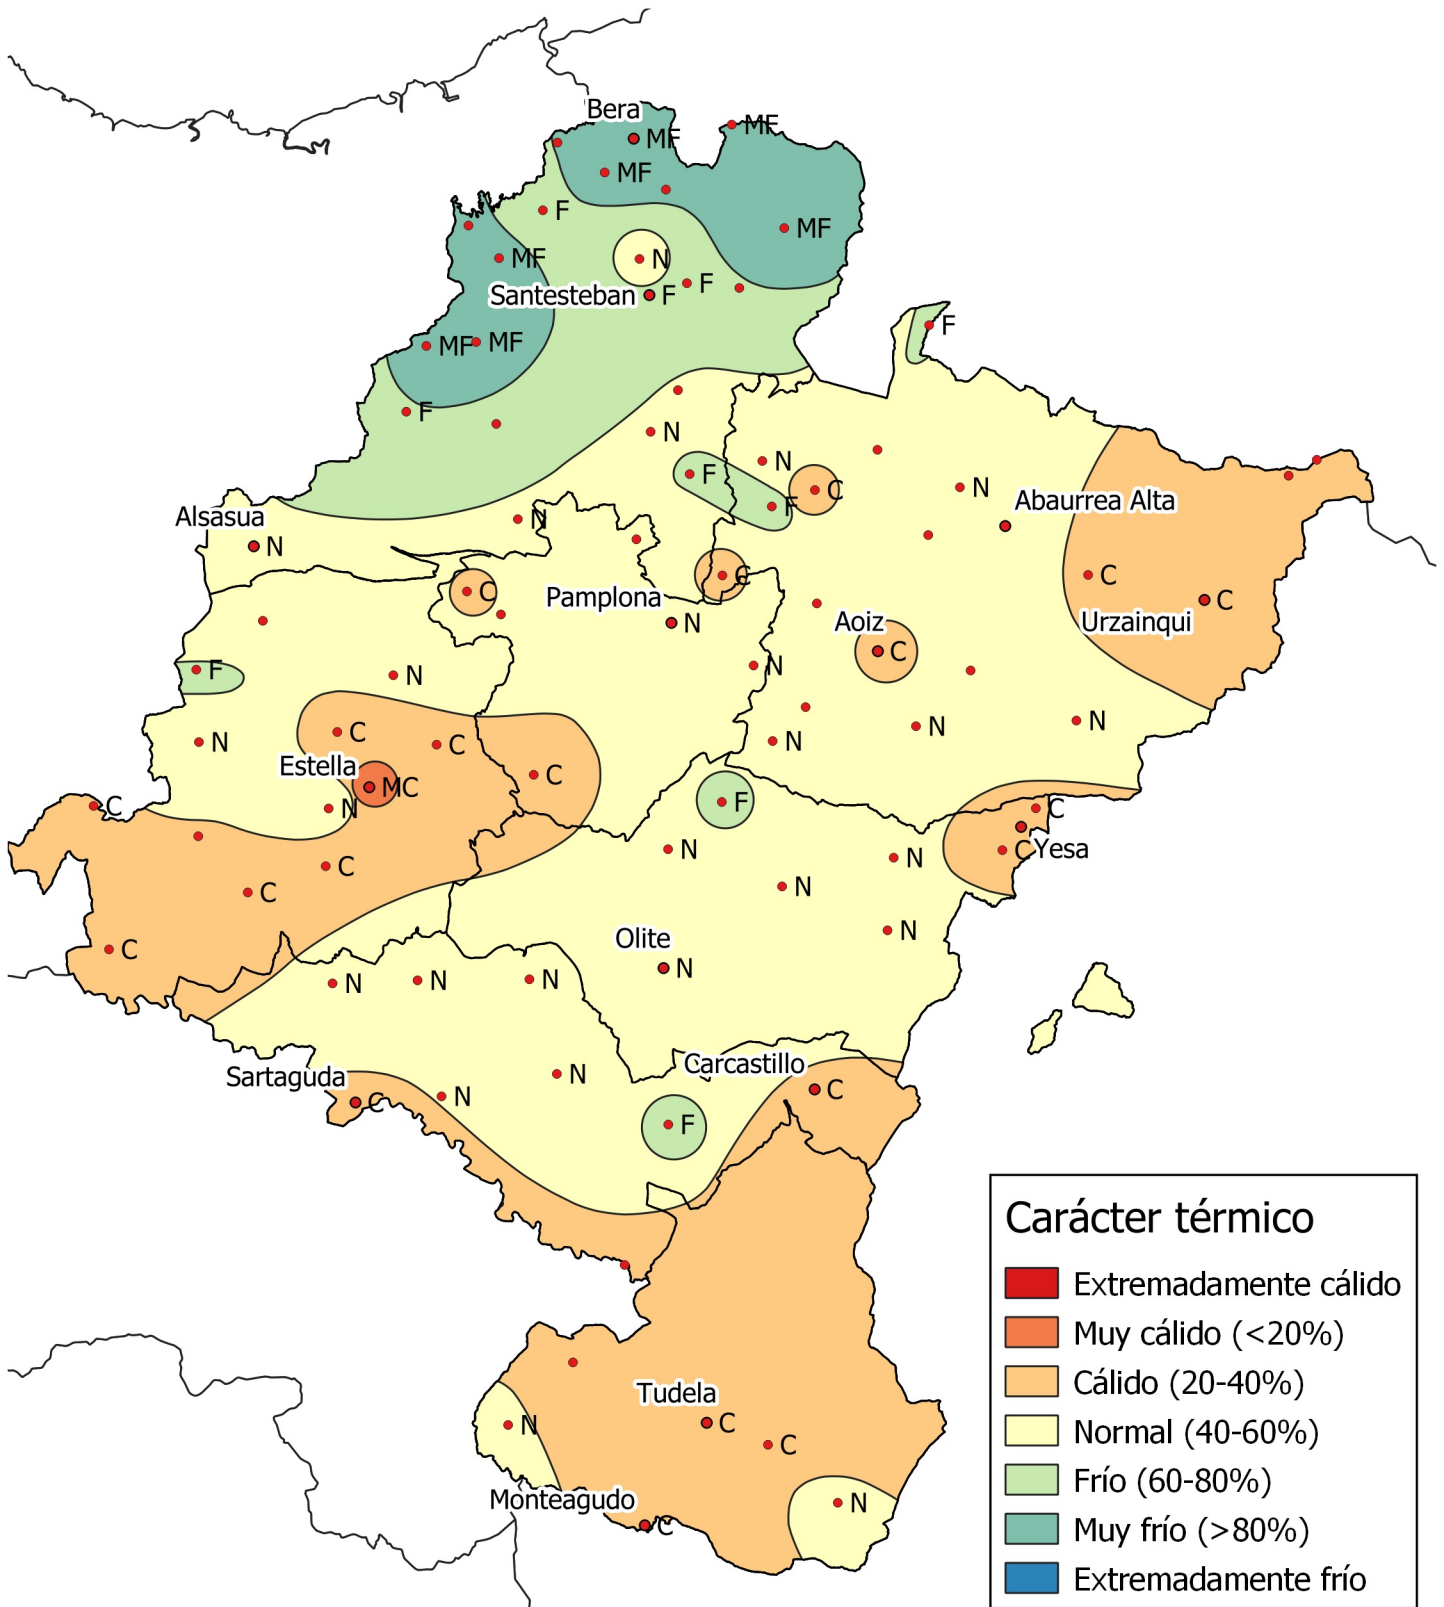 Bera
MF
MF
MF
F
MF
MF
N
F
Santesteban
F
F
MF
MF
F
N
F
N
C
N
Abaurrea Alta
F
Alsasua
N
N
C
C
C
Pamplona
N
Aoiz
C
C
Urzainqui
F
N
N
N
N
N
N
C
C
C
Estella
MC
N
C
F
C
Yesa
C
N
N
N
C
C
C
N
Olite
N
N
N
N
Carcastillo
C
Sartaguda
C
N
N
F
Carácter térmico
Extremadamente cálido
Muy cálido (<20%)
Cálido (20-40%)
Normal (40-60%)
Frío (60-80%)
Muy frío (>80%)
Extremadamente frío
Tudela
C
C
N
Monteagudo
C
N